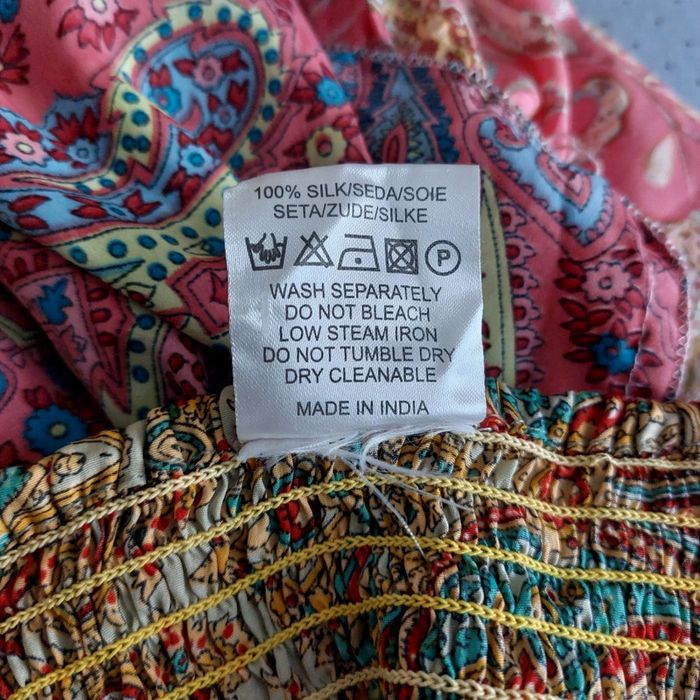 100% SILK/SEDA/SOIE
SETA/ZUDE/SILKE
P
WASH SEPARATELY
DO NOT BLEACH
LOW STEAM IRON
DO NOT TUMBLE DRY
DRY CLEANABLE
MADE IN INDIA